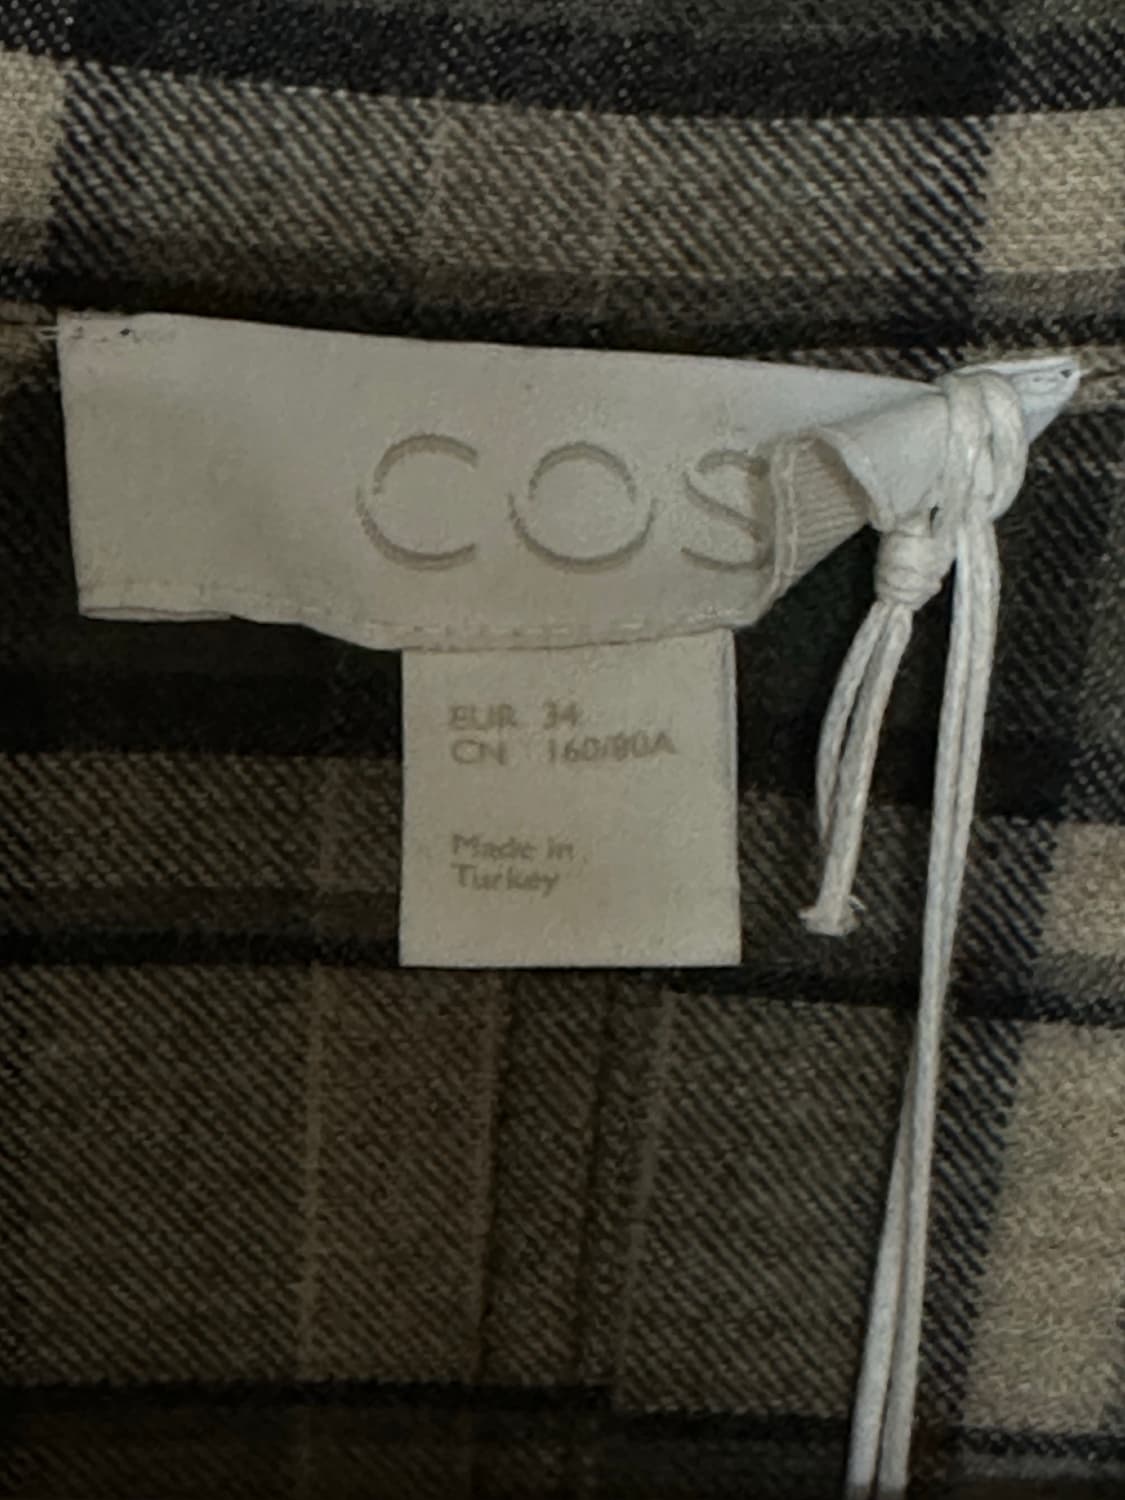 COS
EUR 34
CN 160/80A
Made in
Turkey